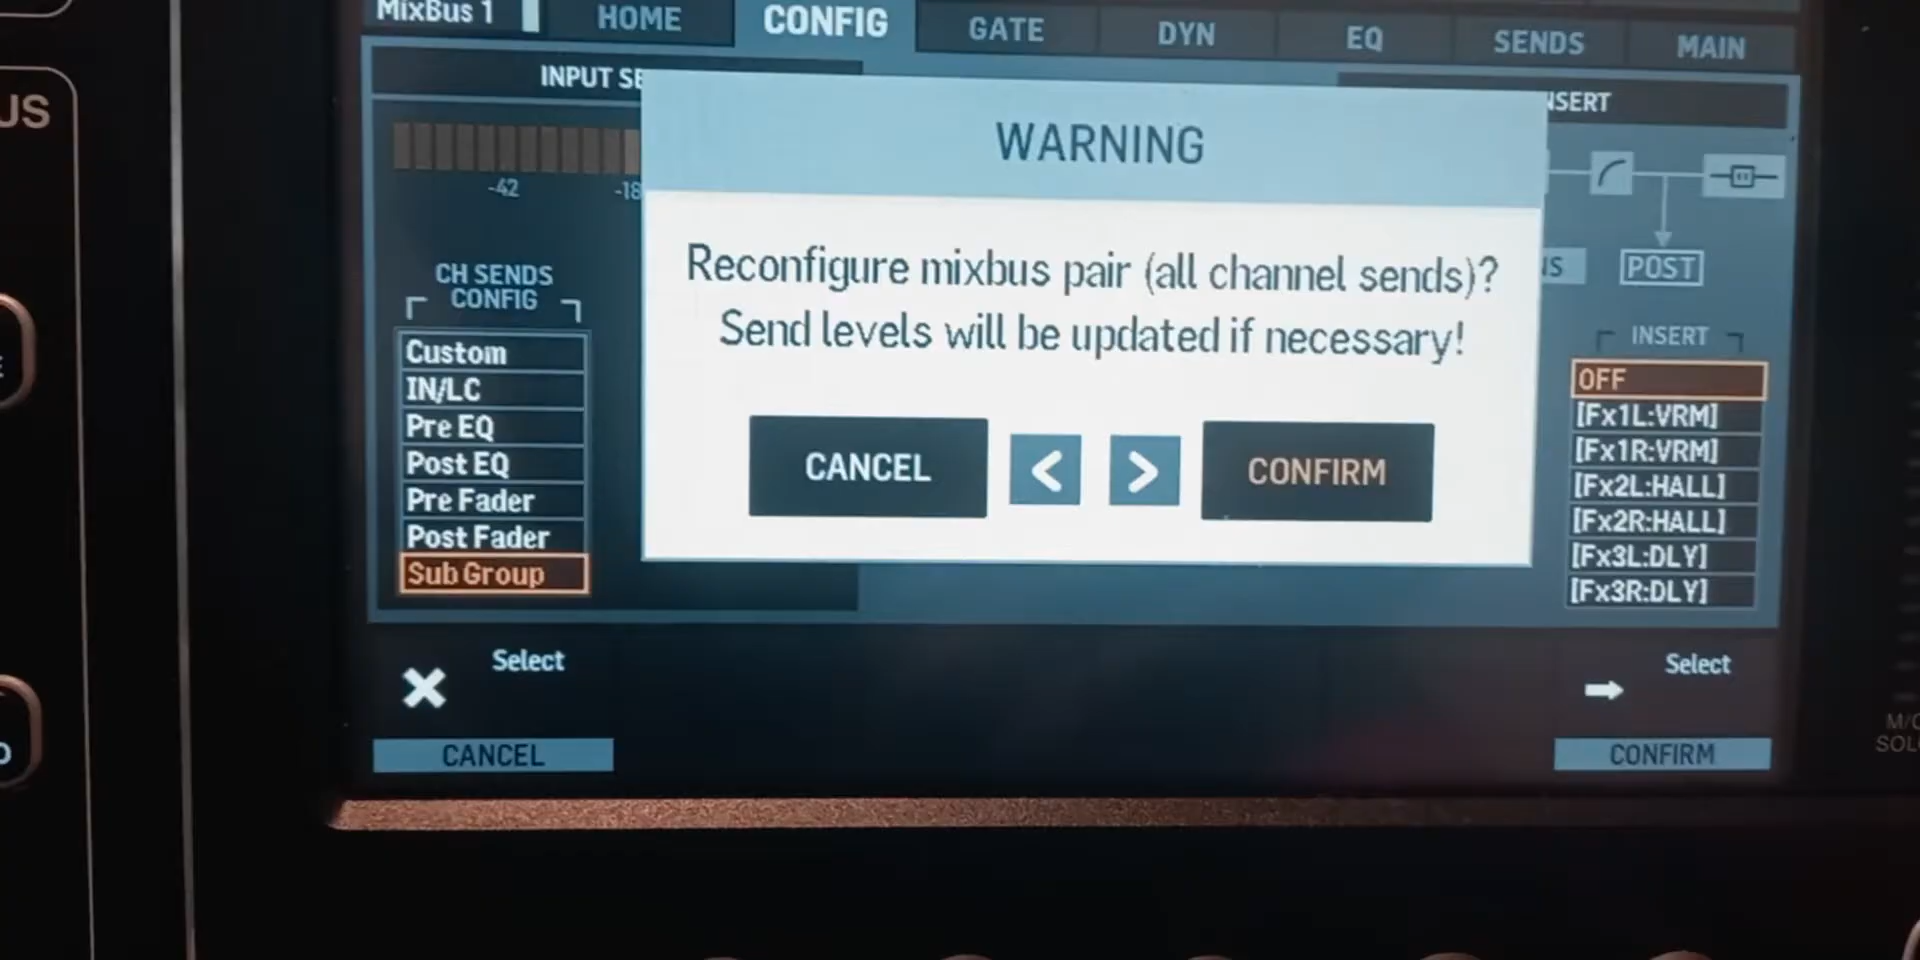 MixBus 1
HOME
CONFIG
GATE
DYN
EQ
SENDS
MAIN
US
INPUT SE
NSERT
-42
-18
WARNING
Reconfigure mixbus pair (all channel sends)?
Send levels will be updated if necessary!
CANCEL
<
>
CONFIRM
CH SENDS
CONFIG
Custom
IN/LC
Pre EQ
Post EQ
Pre Fader
Post Fader
Sub Group
NS
POST
INSERT
OFF
[Fx1L:VRM]
[Fx1R:VRM]
[Fx2L:HALL]
[Fx2R:HALL]
[Fx3L:DLY]
[Fx3R:DLY]
Select
CANCEL
Select
CONFIRM